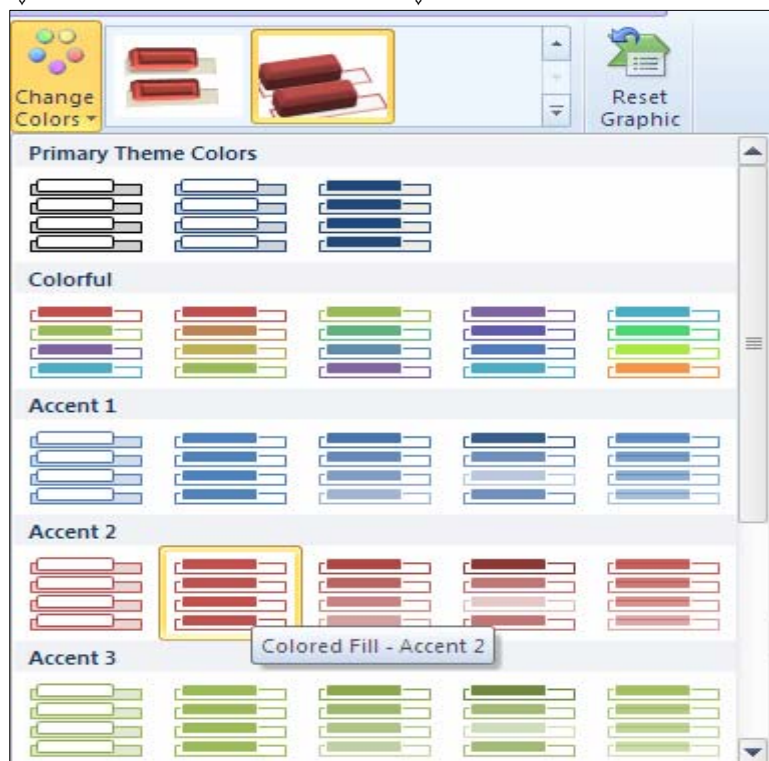 Change
Colors
Reset
Graphic
Primary Theme Colors
Colorful
Accent 1
Accent 2
Colored Fill - Accent 2
Accent 3